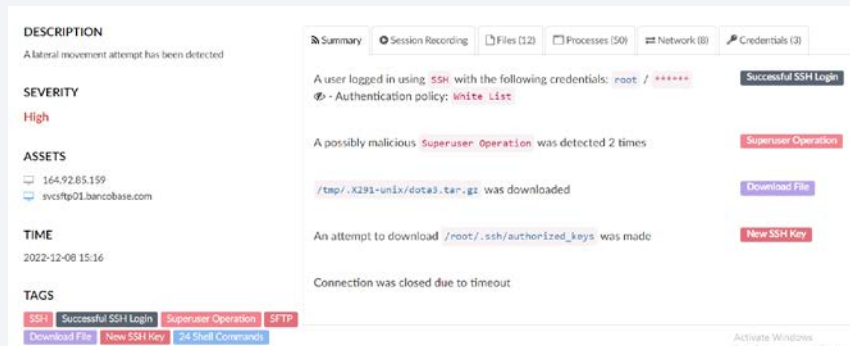 DESCRIPTION
A lateral movement attempt has been detected
SEVERITY
High
ASSETS
164.92.85.159
svcsftp01.bancobase.com
TIME
2022-12-08 15:16
TAGS
SSH Successful SSH Login Superuser Operation SFTP
Download File New SSH Key 24 Shell Commands
Summary Session Recording Files (12) Processes (50) Network (8) Credentials (3)
A user logged in using SSH with the following credentials: root / ****** Successful SSH Login
- Authentication policy: White List
A possibly malicious Superuser Operation was detected 2 times Superuser Operation
/tmp/.X291-unix/dota3.tar.gz was downloaded Download File
An attempt to download /root/.ssh/authorized_keys was made New SSH Key
Connection was closed due to timeout
Activate Windows